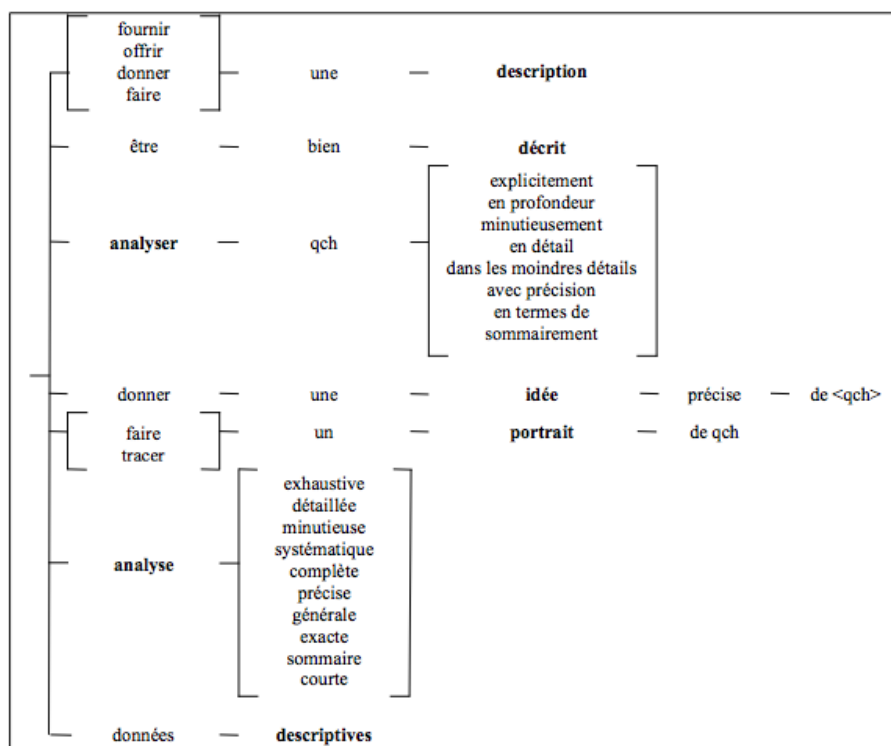 fournir
offrir
donner — une — description
faire
être — bien — décrit
explicitement
en profondeur
minutieusement
analyser — qch — en détail
dans les moindres détails
avec précision
en termes de
sommairement
donner — une — idée — précise — de <qch>
faire — un — portrait — de qch
tracer
exhaustive
détaillée
minutieuse
systématique
analyse — complète
précise
générale
exacte
sommaire
courte
données — descriptives